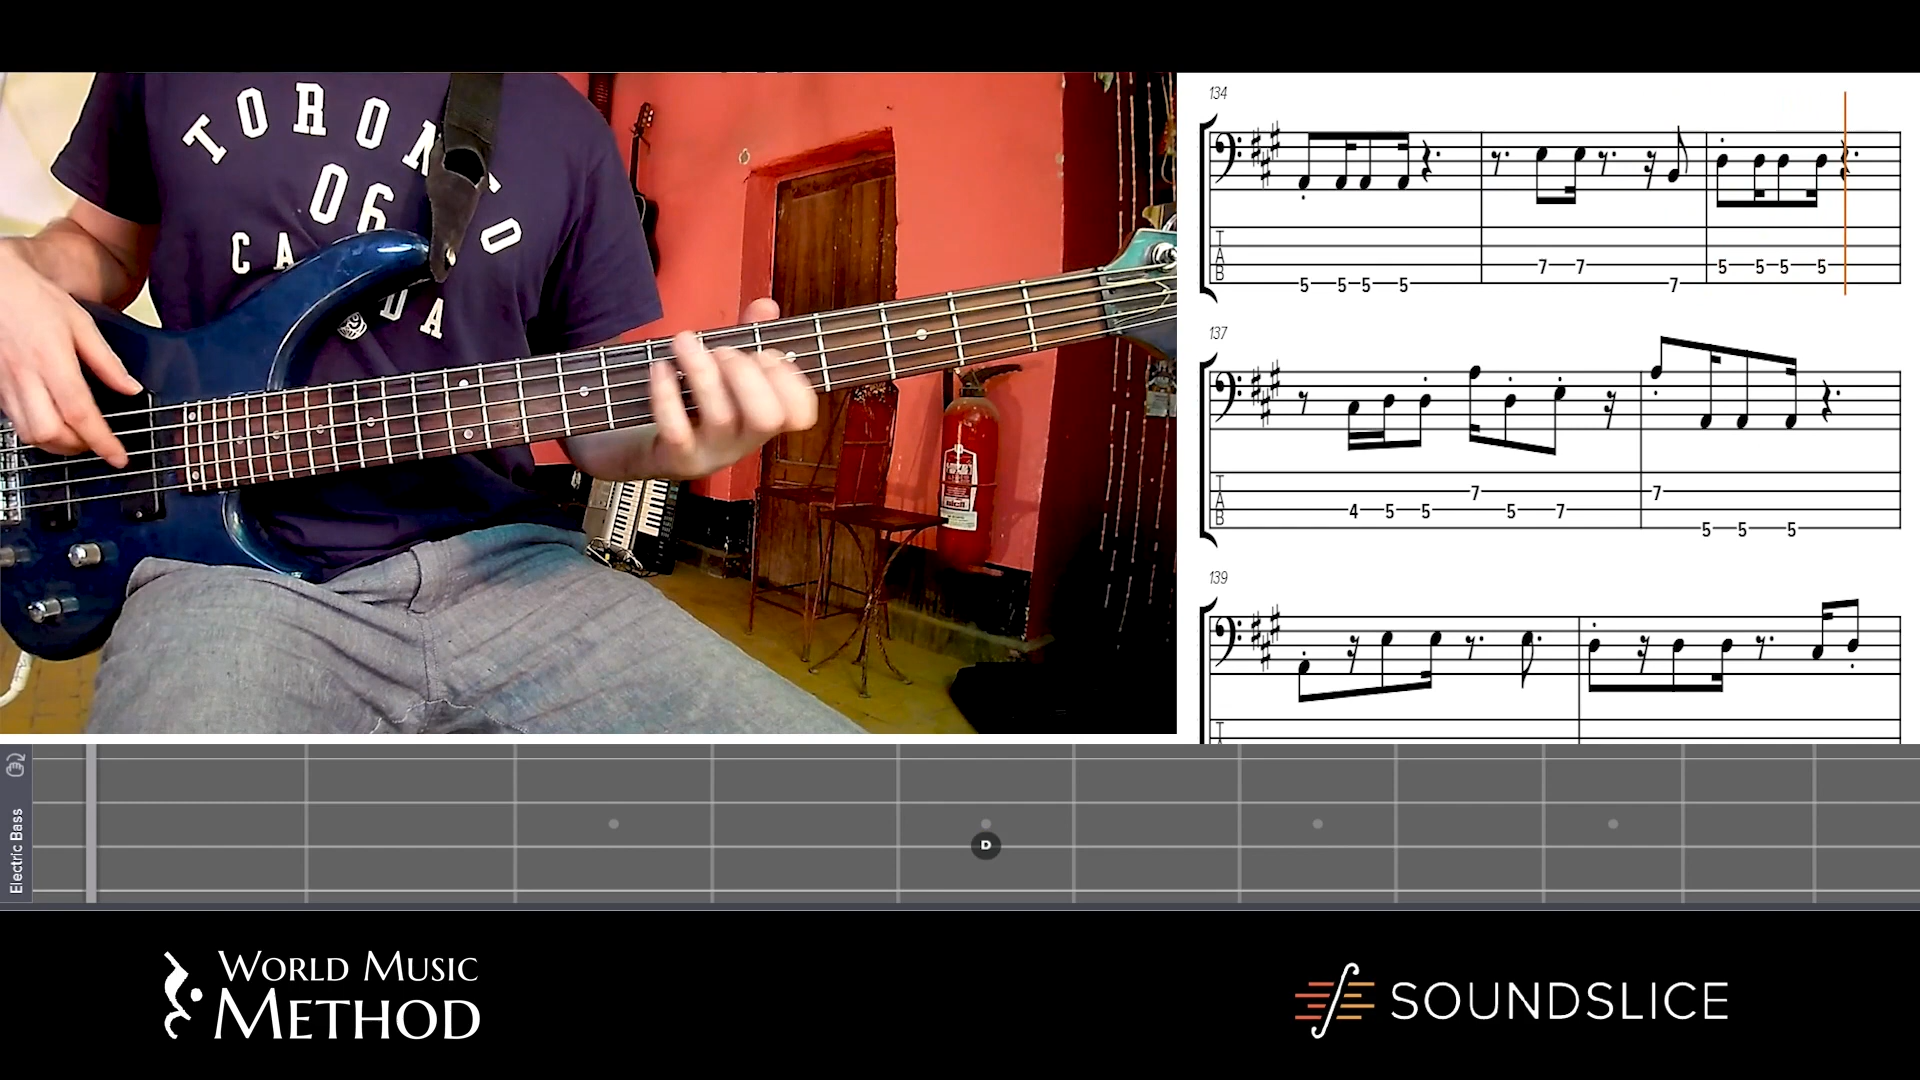 TORONTO
06
CANADA
134
T
A
B
5 5 5 5 7 7 7 5 5 5 5
137
T
A
B
4 5 5 7 5 7 7 5 5 5
139
T
Electric Bass
D
WORLD MUSIC
METHOD
SOUNDSLICE